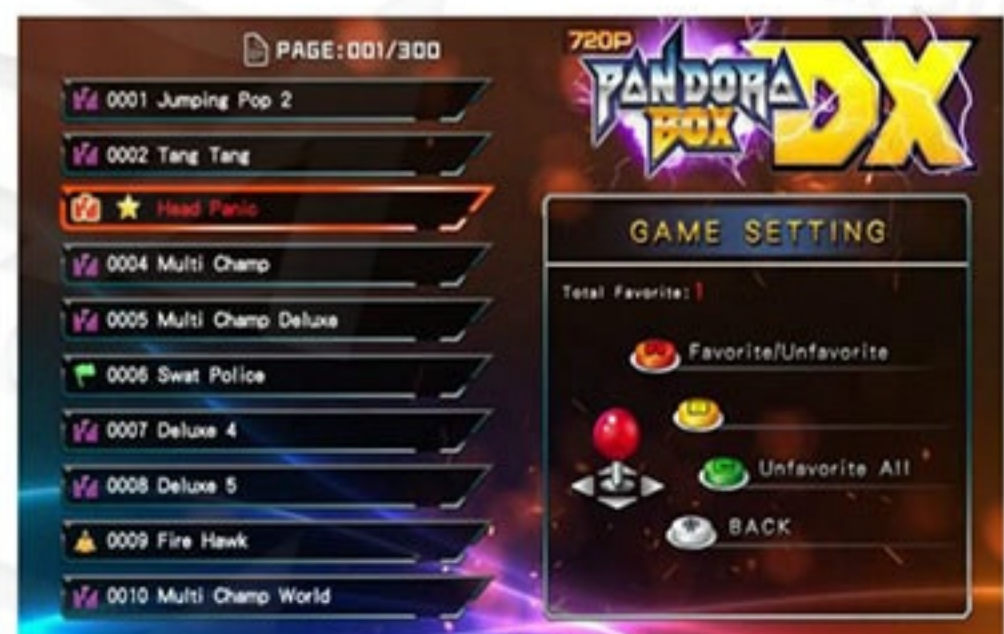 PAGE:001/300
0001 Jumping Pop 2
0002 Tang Tang
Head Panic
0004 Multi Champ
0005 Multi Champ Deluxe
0006 Swat Police
0007 Deluxe 4
0008 Deluxe 5
0009 Fire Hawk
0010 Multi Champ World
720P
PANDORA
BOX
DX
GAME SETTING
Total Favorite: 1
Favorite/Unfavorite
Unfavorite All
BACK